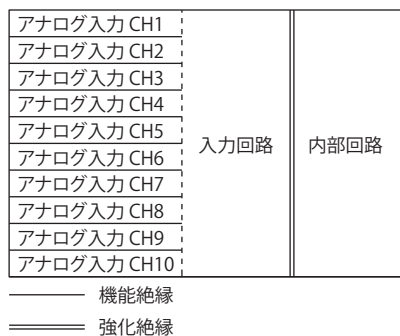 アナログ入力 CH1
アナログ入力 CH2
アナログ入力 CH3
アナログ入力 CH4
アナログ入力 CH5
アナログ入力 CH6
アナログ入力 CH7
アナログ入力 CH8
アナログ入力 CH9
アナログ入力 CH10
入力回路
内部回路
機能絶縁
強化絶縁